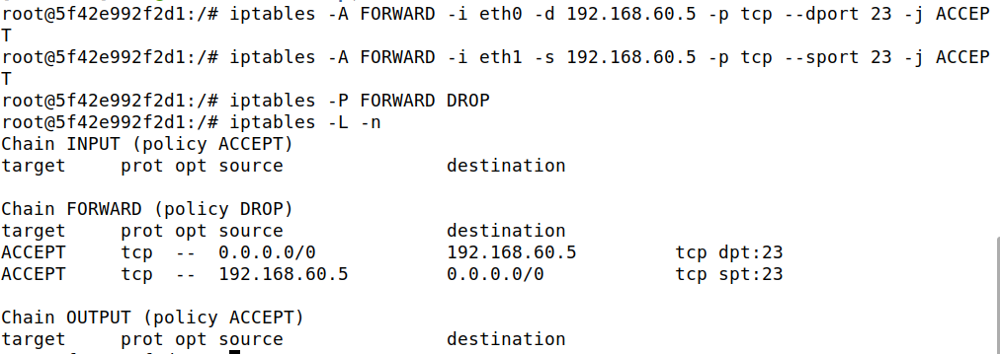 root@5f42e992f2d1:/# iptables -A FORWARD -i eth0 -d 192.168.60.5 -p tcp --dport 23 -j ACCEP
T
root@5f42e992f2d1:/# iptables -A FORWARD -i eth1 -s 192.168.60.5 -p tcp --sport 23 -j ACCEP
T
root@5f42e992f2d1:/# iptables -P FORWARD DROP
root@5f42e992f2d1:/# iptables -L -n
Chain INPUT (policy ACCEPT)
target     prot opt source               destination

Chain FORWARD (policy DROP)
target     prot opt source               destination
ACCEPT     tcp  --  0.0.0.0/0            192.168.60.5         tcp dpt:23
ACCEPT     tcp  --  192.168.60.5         0.0.0.0/0            tcp spt:23

Chain OUTPUT (policy ACCEPT)
target     prot opt source               destination